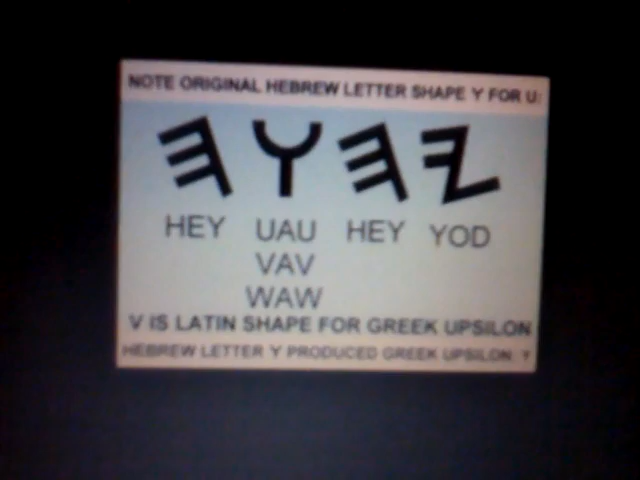 NOTE ORIGINAL HEBREW LETTER SHAPE Y FOR U:
𐤉𐤄𐤅𐤄
HEY UAU HEY YOD
VAV
WAW
V IS LATIN SHAPE FOR GREEK UPSILON
HEBREW LETTER Y PRODUCED GREEK UPSILON Y